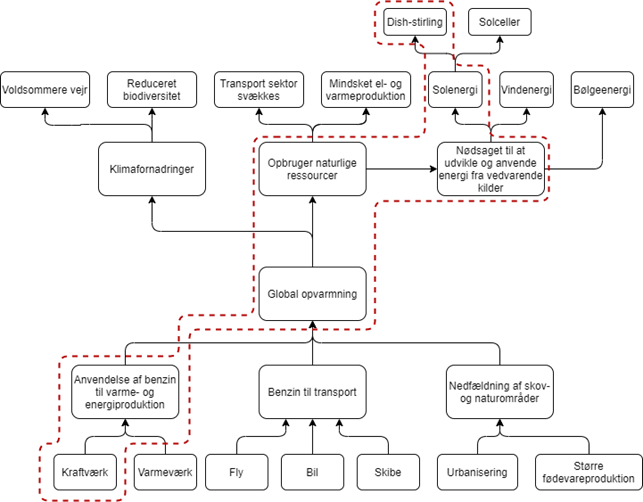 Dish-stirling
Solceller
Voldsommere vejr
Reduceret
biodiversitet
Transport sektor
svækkes
Mindsket el- og
varmeproduktion
Solenergi
Vindenergi
Bølgeenergi
Klimafornadringer
Opbruger naturlige
ressourcer
Nødsaget til at
udvikle og anvende
energi fra vedvarende
kilder
Global opvarmning
Anvendelse af benzin
til varme- og
energiproduktion
Benzin til transport
Nedfældning af skov-
og naturområder
Kraftværk
Varmeværk
Fly
Bil
Skibe
Urbanisering
Større
fødevareproduktion